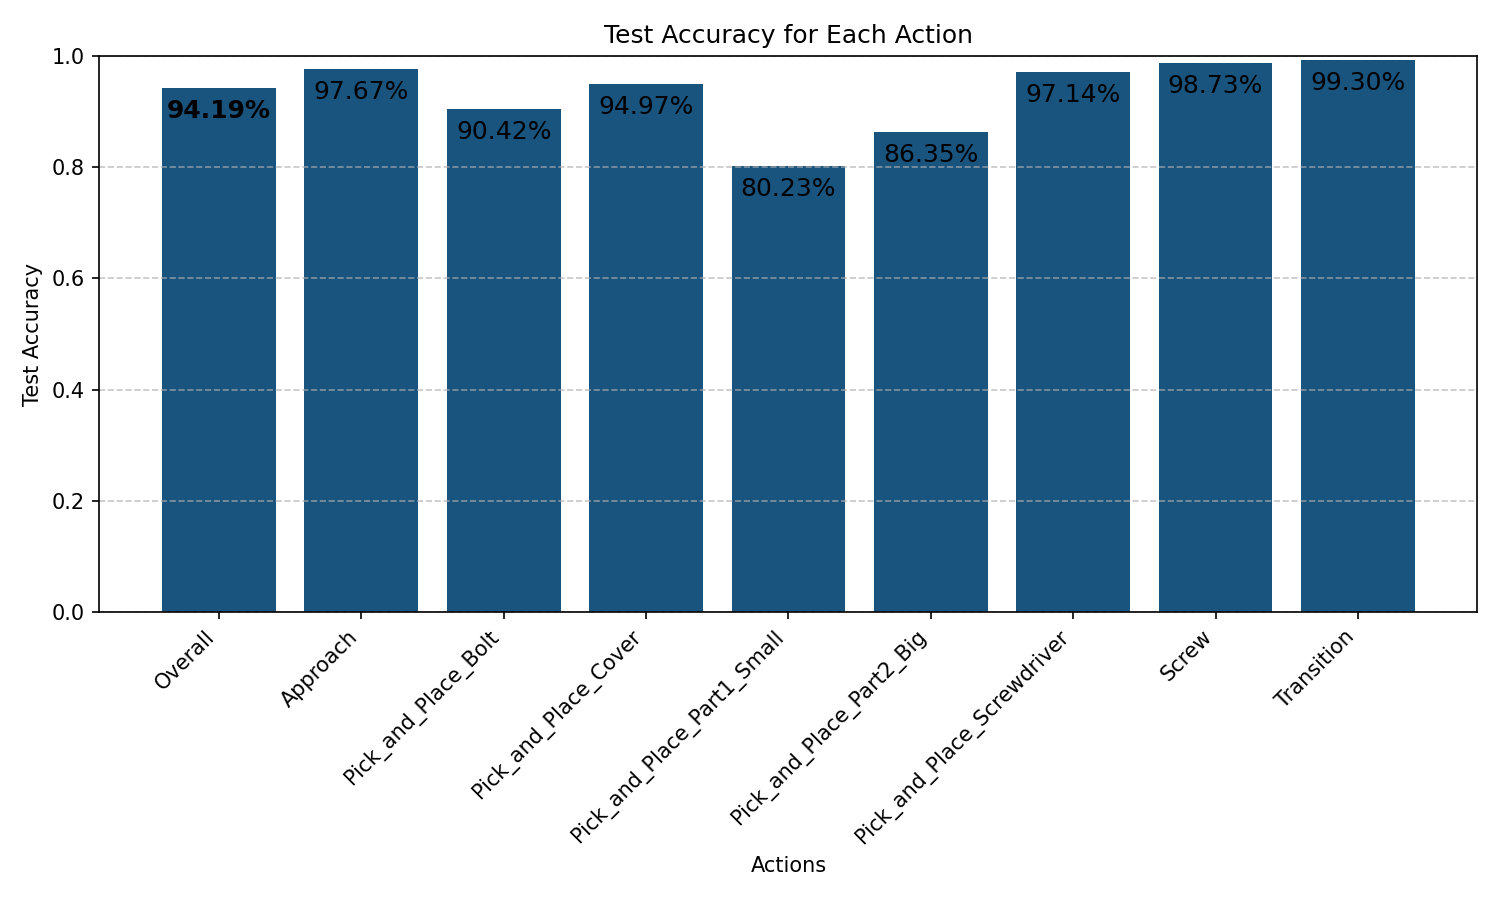 Test Accuracy for Each Action
Test Accuracy
1.0
0.8
0.6
0.4
0.2
0.0
94.19%
97.67%
90.42%
94.97%
80.23%
86.35%
97.14%
98.73%
99.30%
Overall
Approach
Pick_and_Place_Bolt
Pick_and_Place_Cover
Pick_and_Place_Part1_Small
Pick_and_Place_Part2_Big
Pick_and_Place_Screwdriver
Screw
Transition
Actions